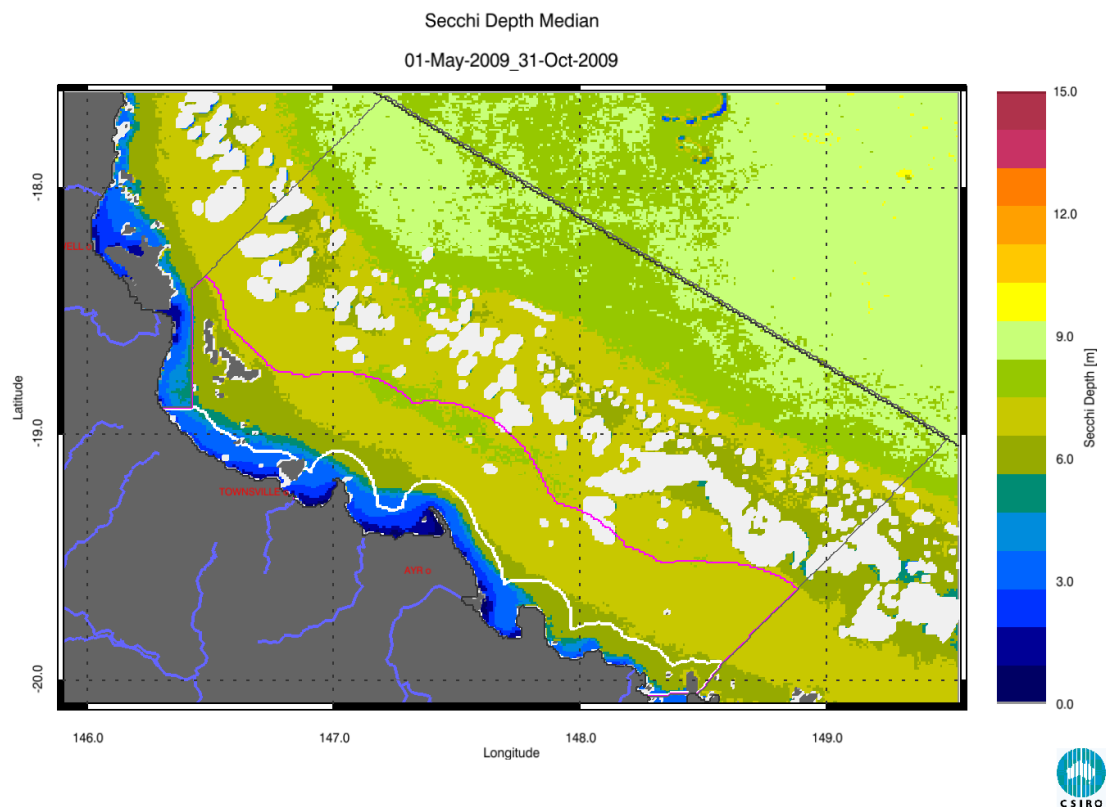 Secchi Depth Median
01-May-2009_31-Oct-2009
15.0
-18.0
12.0
ELL
9.0
Secchi Depth [m]
Latitude
-19.0
6.0
TOWNSVILLE
AYR
3.0
-20.0
0.0
146.0 147.0 148.0 149.0
Longitude
CSIRO